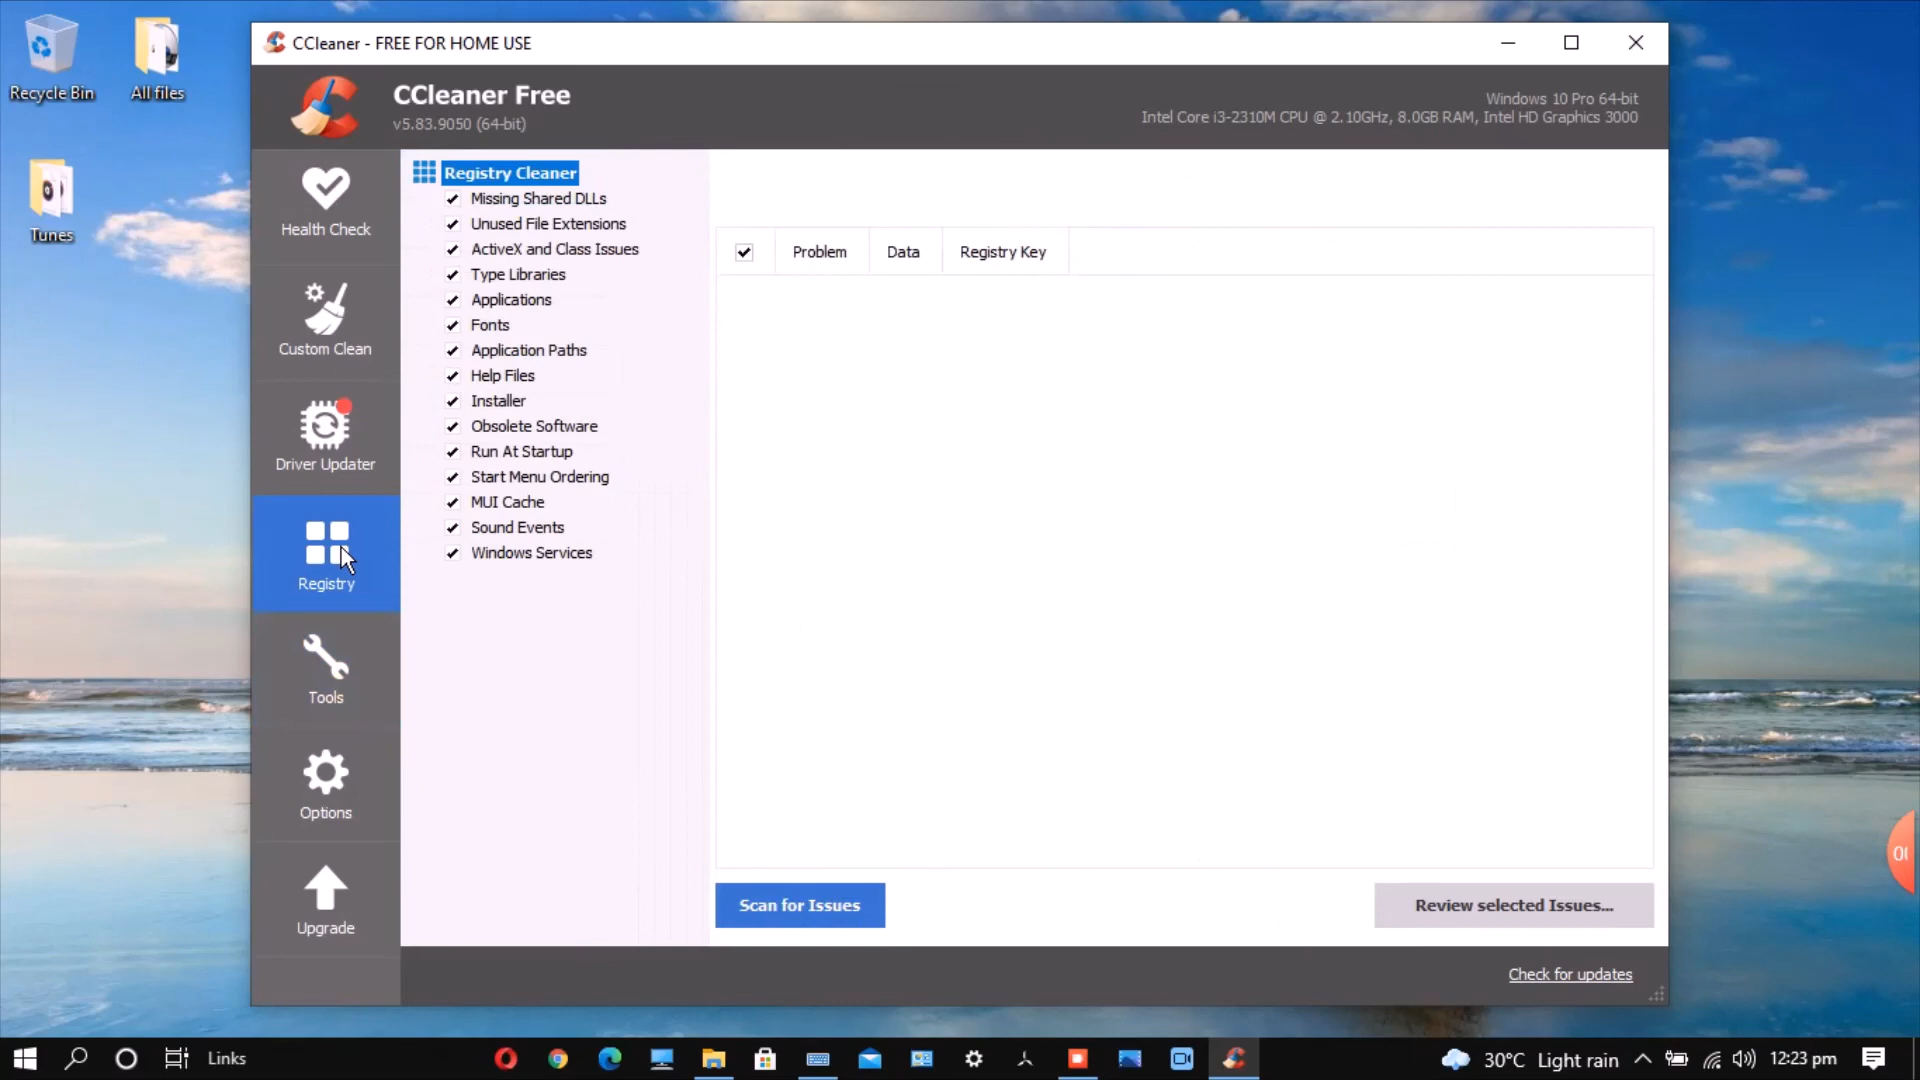 Recycle Bin
All files
Tunes
CCleaner - FREE FOR HOME USE
CCleaner Free
v5.83.9050 (64-bit)
Windows 10 Pro 64-bit
Intel Core i3-2310M CPU @ 2.10GHz, 8.0GB RAM, Intel HD Graphics 3000
Health Check
Custom Clean
Driver Updater
Registry
Tools
Options
Upgrade
Registry Cleaner
Missing Shared DLLs
Unused File Extensions
ActiveX and Class Issues
Type Libraries
Applications
Fonts
Application Paths
Help Files
Installer
Obsolete Software
Run At Startup
Start Menu Ordering
MUI Cache
Sound Events
Windows Services
Problem Data Registry Key
Scan for Issues
Review selected Issues...
Check for updates
Links
30°C Light rain
12:23 pm